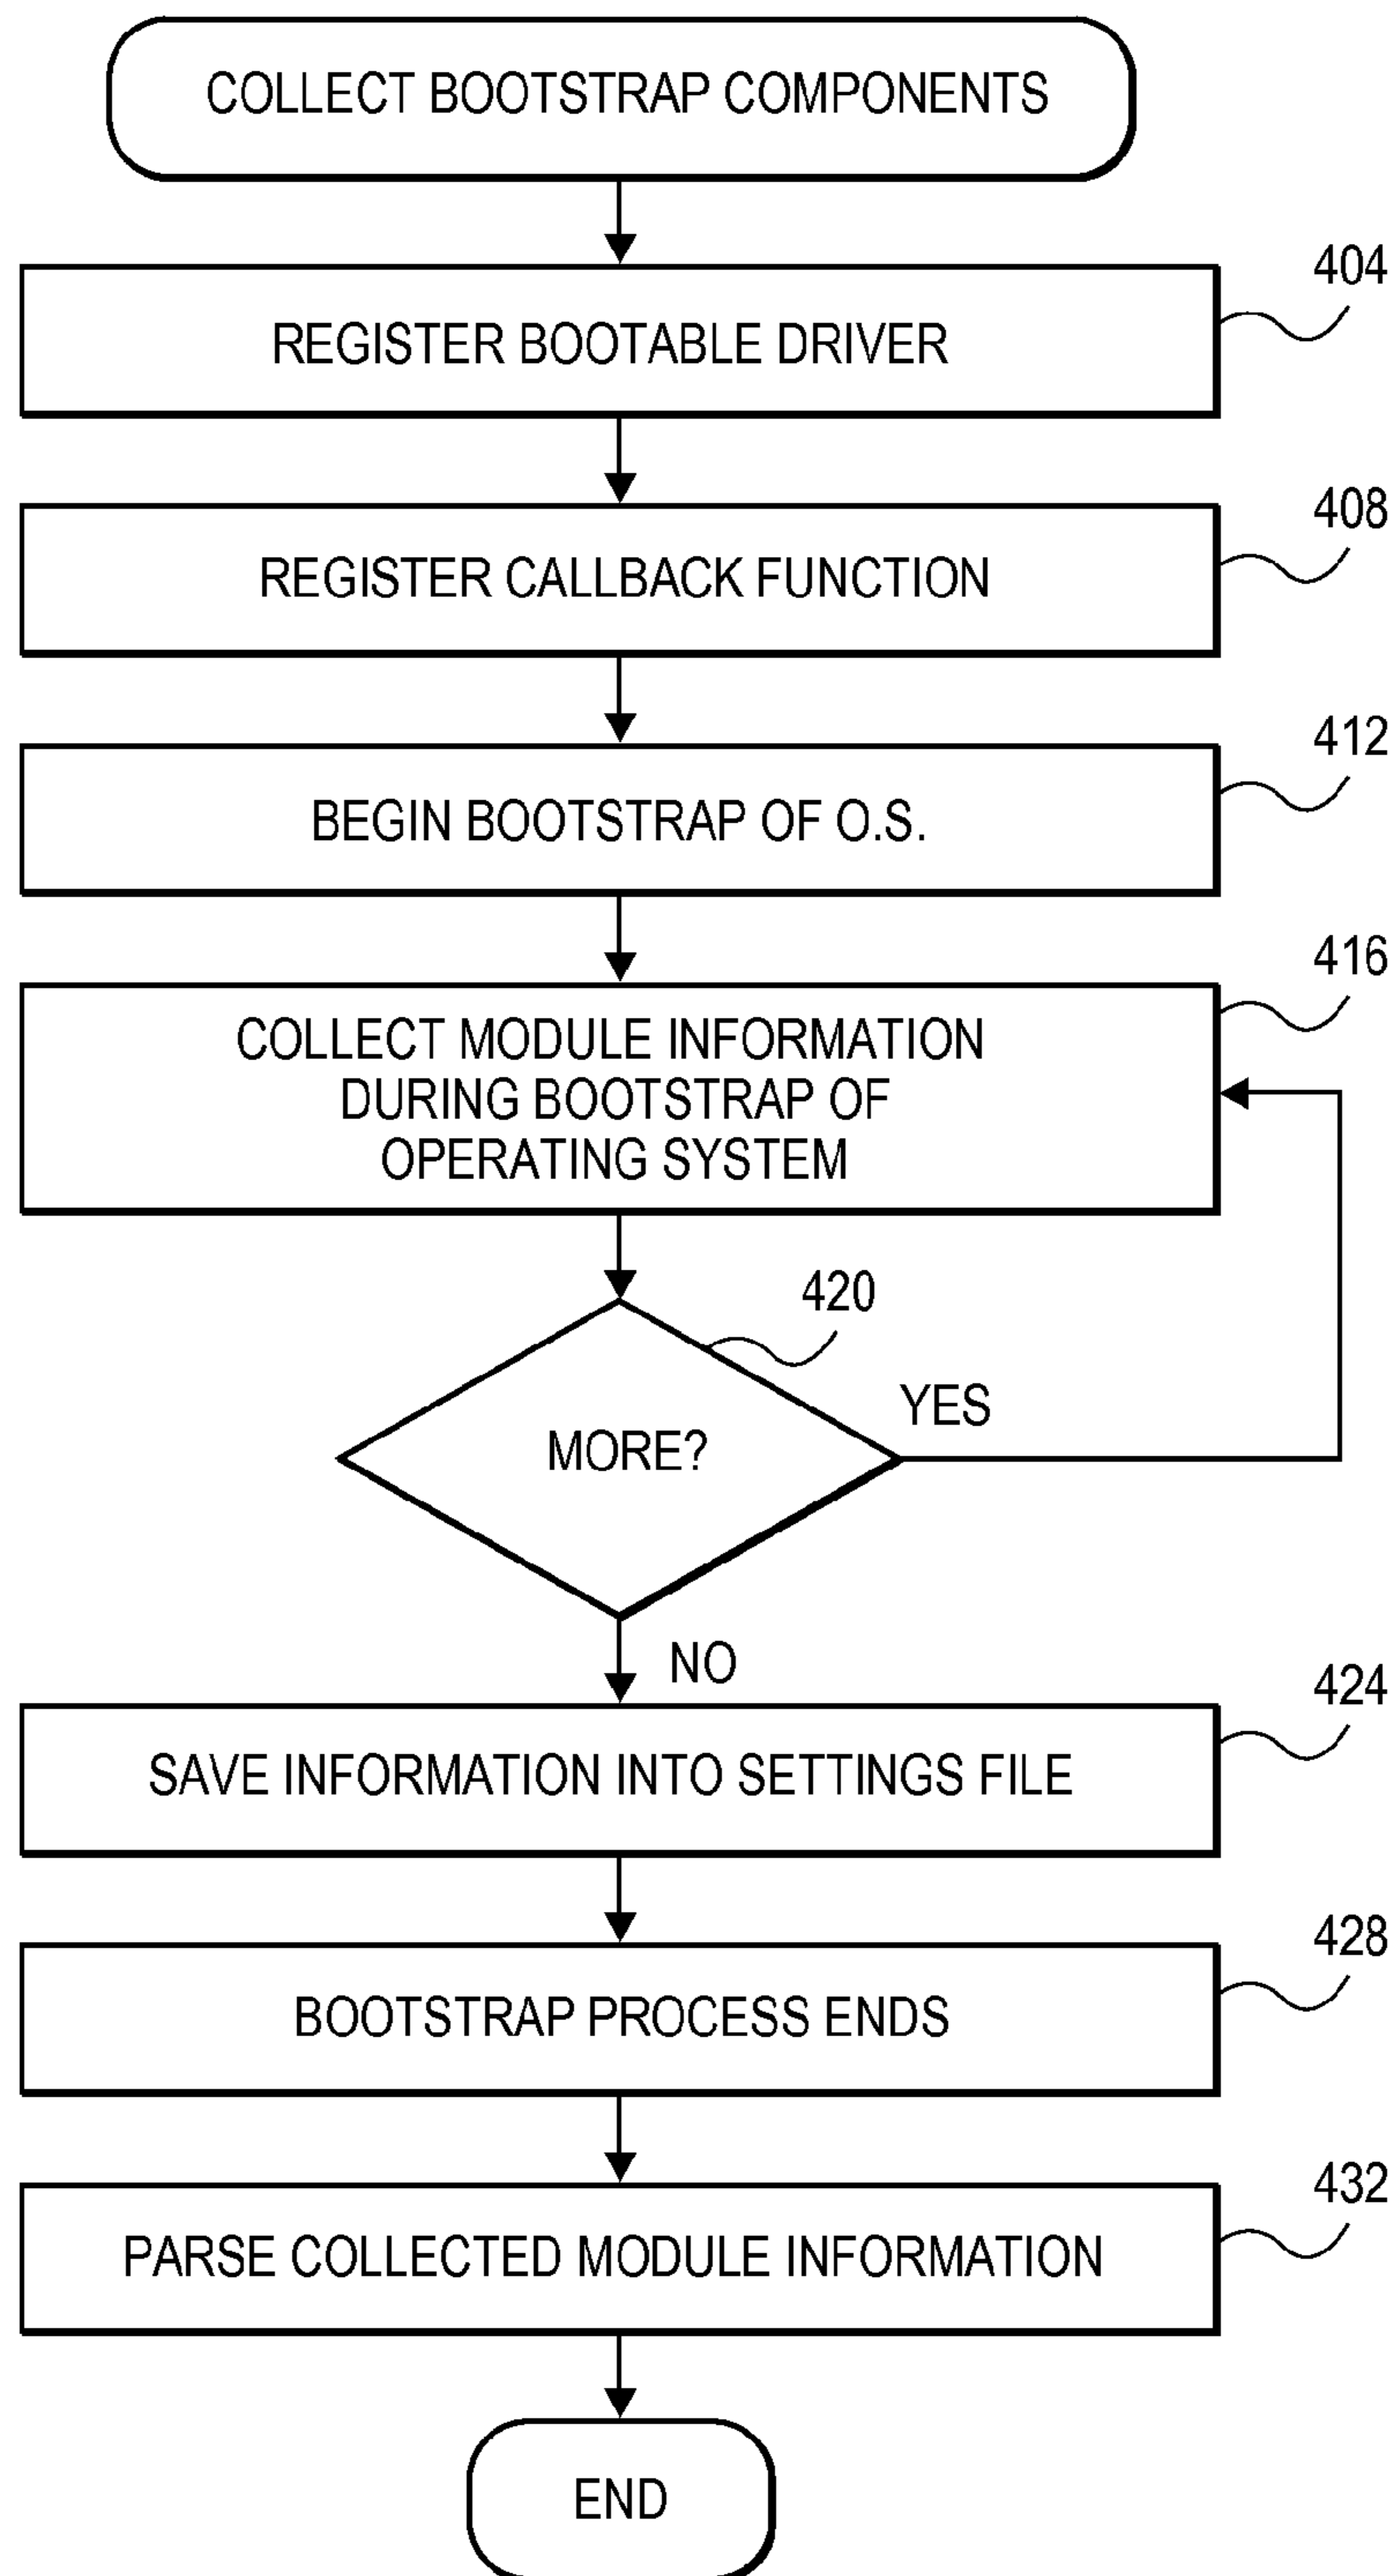 COLLECT BOOTSTRAP COMPONENTS
404
REGISTER BOOTABLE DRIVER
408
REGISTER CALLBACK FUNCTION
412
BEGIN BOOTSTRAP OF O.S.
416
COLLECT MODULE INFORMATION
DURING BOOTSTRAP OF
OPERATING SYSTEM
420
YES
MORE?
NO
424
SAVE INFORMATION INTO SETTINGS FILE
428
BOOTSTRAP PROCESS ENDS
432
PARSE COLLECTED MODULE INFORMATION
END